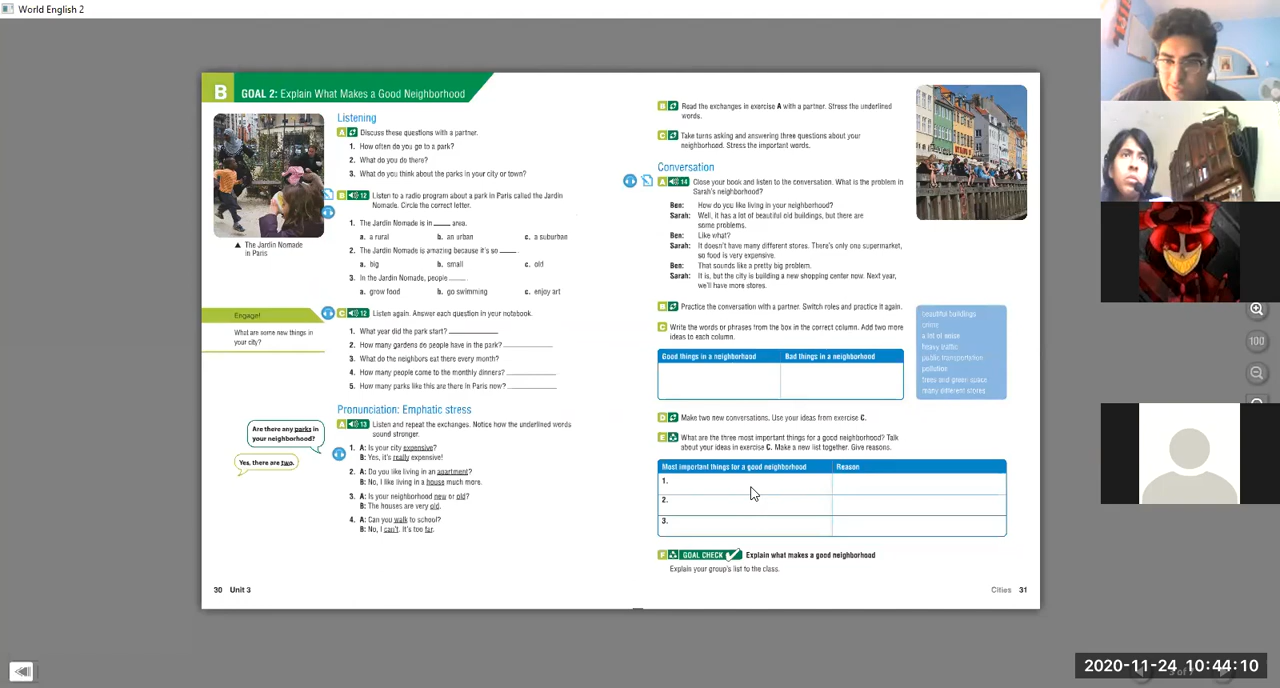 World English 2
B GOAL 2: Explain What Makes a Good Neighborhood
▲ The Jardin Nomade
in Paris
Listening
A Discuss these questions with a partner.
1. How often do you go to a park?
2. What do you do there?
3. What do you think about the parks in your city or town?
B 12 Listen to a radio program about a park in Paris called the Jardin
Nomade. Circle the correct letter.
1. The Jardin Nomade is in ____ area.
a. a rural b. an urban c. a suburban
2. The Jardin Nomade is amazing because it's so ____
a. big b. small c. old
3. In the Jardin Nomade, people ____
a. grow food b. go swimming c. enjoy art
Engage!
What are some new things in
your city?
C 12 Listen again. Answer each question in your notebook.
1. What year did the park start? __________
2. How many gardens do people have in the park? __________
3. What do the neighbors eat there every month?
4. How many people come to the monthly dinners? __________
5. How many parks like this are there in Paris now? __________
Pronunciation: Emphatic stress
A 13 Listen and repeat the exchanges. Notice how the underlined words
sound stronger.
Are there any parks in
your neighborhood?
Yes, there are two.
1. A: Is your city expensive?
B: Yes, it's really expensive!
2. A: Do you like living in an apartment?
B: No, I like living in a house much more.
3. A: Is your neighborhood new or old?
B: The houses are very old.
4. A: Can you walk to school?
B: No, I can't. It's too far.
30 Unit 3
B Read the exchanges in exercise A with a partner. Stress the underlined
words.
C Take turns asking and answering three questions about your
neighborhood. Stress the important words.
Conversation
A 14 Close your book and listen to the conversation. What is the problem in
Sarah's neighborhood?
Ben: How do you like living in your neighborhood?
Sarah: Well, it has a lot of beautiful old buildings, but there are
some problems.
Ben: Like what?
Sarah: It doesn't have many different stores. There's only one supermarket,
so food is very expensive.
Ben: That sounds like a pretty big problem.
Sarah: It is, but the city is building a new shopping center now. Next year,
we'll have more stores.
B Practice the conversation with a partner. Switch roles and practice it again.
C Write the words or phrases from the box in the correct column. Add two more
ideas to each column.
Good things in a neighborhood Bad things in a neighborhood
beautiful buildings
crime
a lot of noise
heavy traffic
public transportation
pollution
trees and green space
many different stores
D Make two new conversations. Use your ideas from exercise C.
E What are the three most important things for a good neighborhood? Talk
about your ideas in exercise C. Make a new list together. Give reasons.
Most important things for a good neighborhood Reason
1.
2.
3.
F GOAL CHECK Explain what makes a good neighborhood
Explain your group's list to the class.
Cities 31
100
2020-11-24 10:44:10